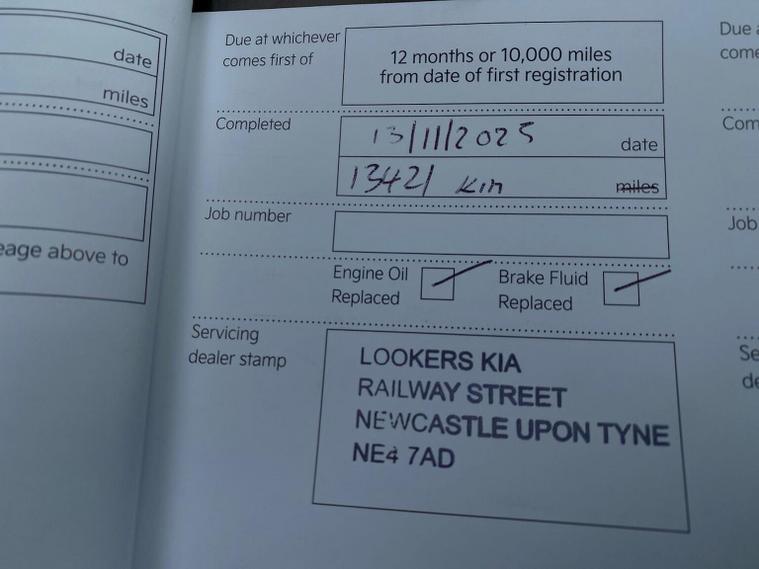 date
miles
eage above to
Due at whichever
comes first of
12 months or 10,000 miles
from date of first registration
Completed
13/11/2025 date
13421 km miles
Job number
Engine Oil
Replaced
Brake Fluid
Replaced
Servicing
dealer stamp
LOOKERS KIA
RAILWAY STREET
NEWCASTLE UPON TYNE
NE4 7AD
Due a
come
Com
Job
Se
de